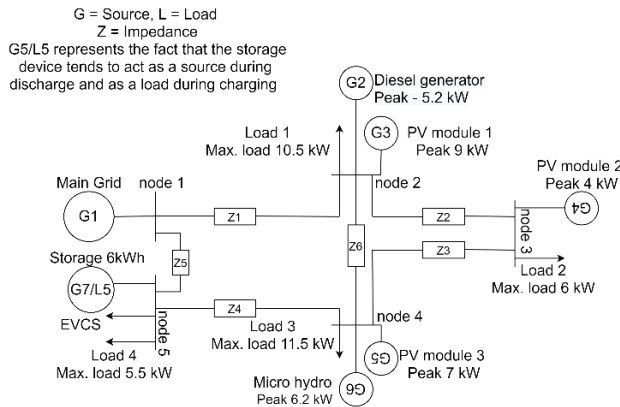 G = Source, L = Load
Z = Impedance
G5/L5 represents the fact that the storage
device tends to act as a source during
discharge and as a load during charging
G2
Diesel generator
Peak - 5.2 kW
Load 1
Max. load 10.5 kW
G3
PV module 1
Peak 9 kW
PV module 2
Peak 4 kW
G4
Main Grid
node 1
node 2
G1
Z1
Z2
node 3
Z6
Z3
Load 2
Max. load 6 kW
Storage 6kWh
Z5
G7/L5
EVCS
node 5
Z4
Load 3
Max. load 11.5 kW
node 4
Load 4
Max. load 5.5 kW
G5
PV module 3
Peak 7 kW
Micro hydro
Peak 6.2 kW
G6